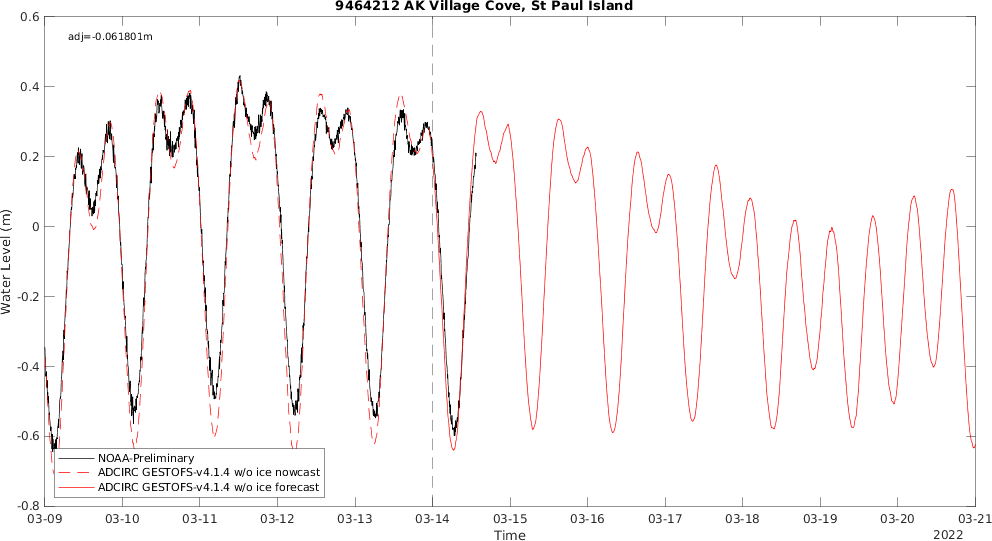 9464212 AK Village Cove, St Paul Island
adj=-0.061801m
0.6
0.4
0.2
0
-0.2
-0.4
-0.6
-0.8
Water Level (m)
NOAA-Preliminary
ADCIRC GESTOFS-v4.1.4 w/o ice nowcast
ADCIRC GESTOFS-v4.1.4 w/o ice forecast
03-09 03-10 03-11 03-12 03-13 03-14 03-15 03-16 03-17 03-18 03-19 03-20 03-21
Time
2022